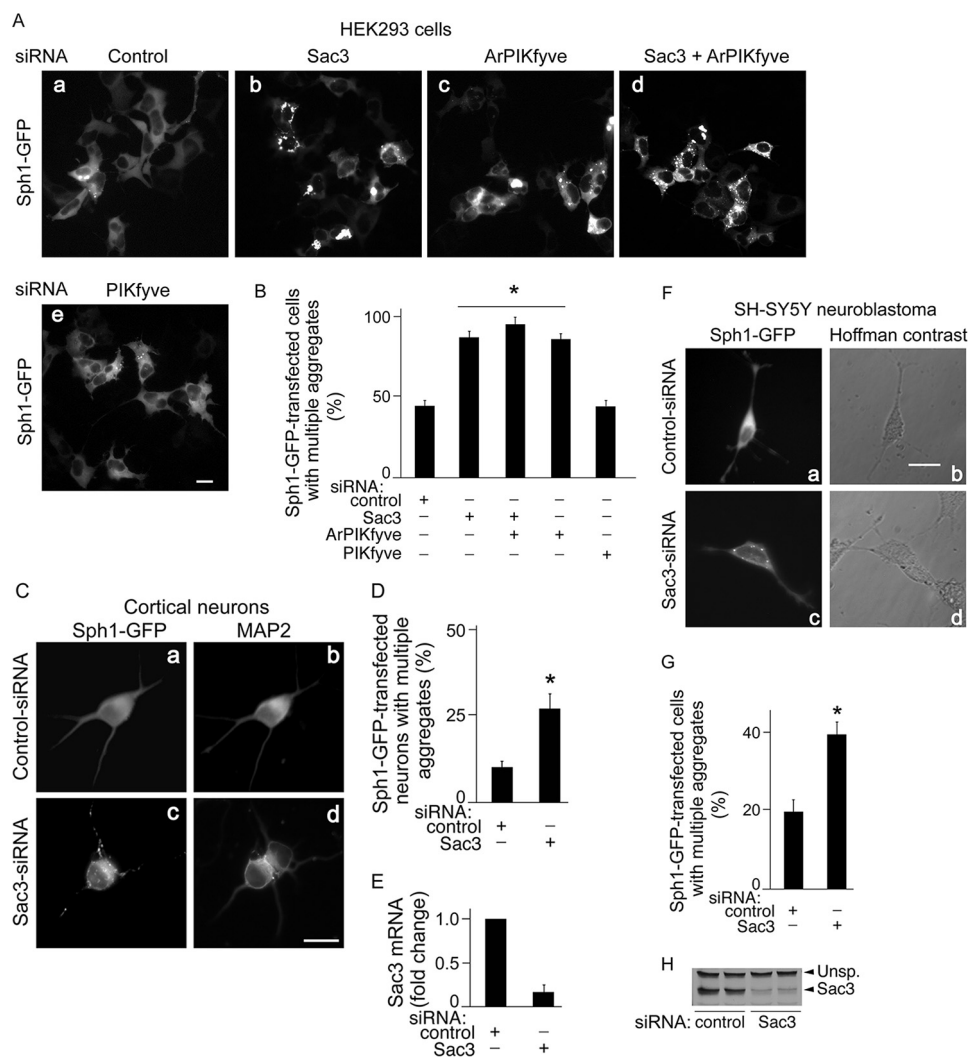 A
HEK293 cells
siRNA Control Sac3 ArPIKfyve Sac3 + ArPIKfyve
Sph1-GFP
a b c d
siRNA PIKfyve
Sph1-GFP
e
B
Sph1-GFP-transfected cells
with multiple aggregates
(%)
100
50
0
*
siRNA:
control + – – – –
Sac3 – + + – –
ArPIKfyve – – + + –
PIKfyve – – – – +
C
Cortical neurons
Sph1-GFP MAP2
Control-siRNA
a b
Sac3-siRNA
c d
D
Sph1-GFP-transfected
neurons with multiple
aggregates (%)
50
25
0
*
siRNA:
control + –
Sac3 – +
E
Sac3 mRNA
(fold change)
1.0
0.5
0
siRNA:
control + –
Sac3 – +
F
SH-SY5Y neuroblastoma
Sph1-GFP Hoffman contrast
Control-siRNA
a b
Sac3-siRNA
c d
G
Sph1-GFP-transfected cells
with multiple aggregates
(%)
40
20
0
*
siRNA:
control + –
Sac3 – +
H
Unsp.
Sac3
siRNA: control Sac3